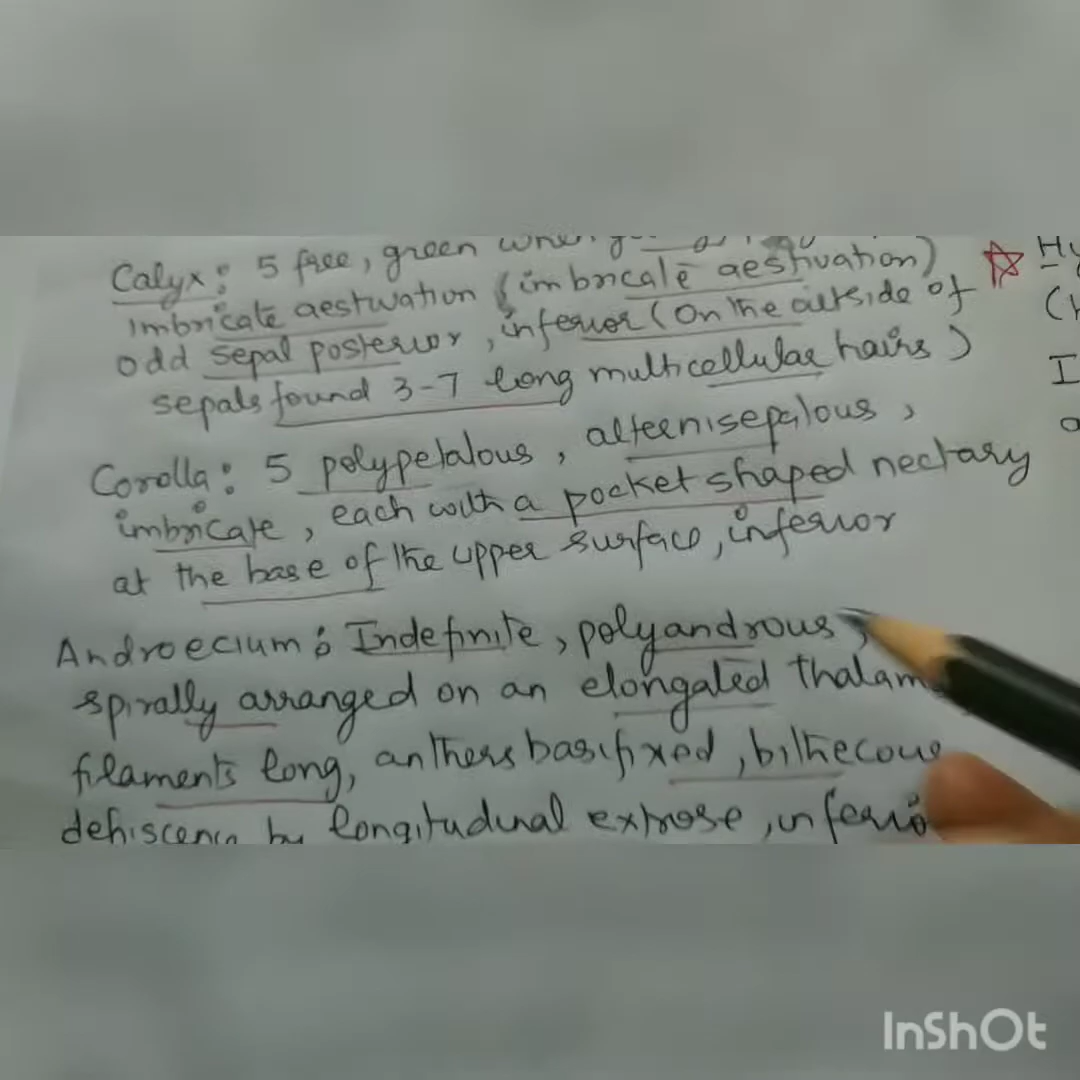 Calyx: 5 free, green
Imbricate aestivation (imbricate aestivation)
odd sepal posterior, inferior (On the outside of
sepals found 3-7 long multicellular hairs)
Corolla: 5 polypetalous, alternisepalous,
imbricate, each with a pocket shaped nectary
at the base of the upper surface, inferior
Androecium: Indefinite, polyandrous,
spirally arranged on an elongated
filaments long, anthers basifixed, bithecous
dehiscence by longitudinal extrose, inferio
InShOt